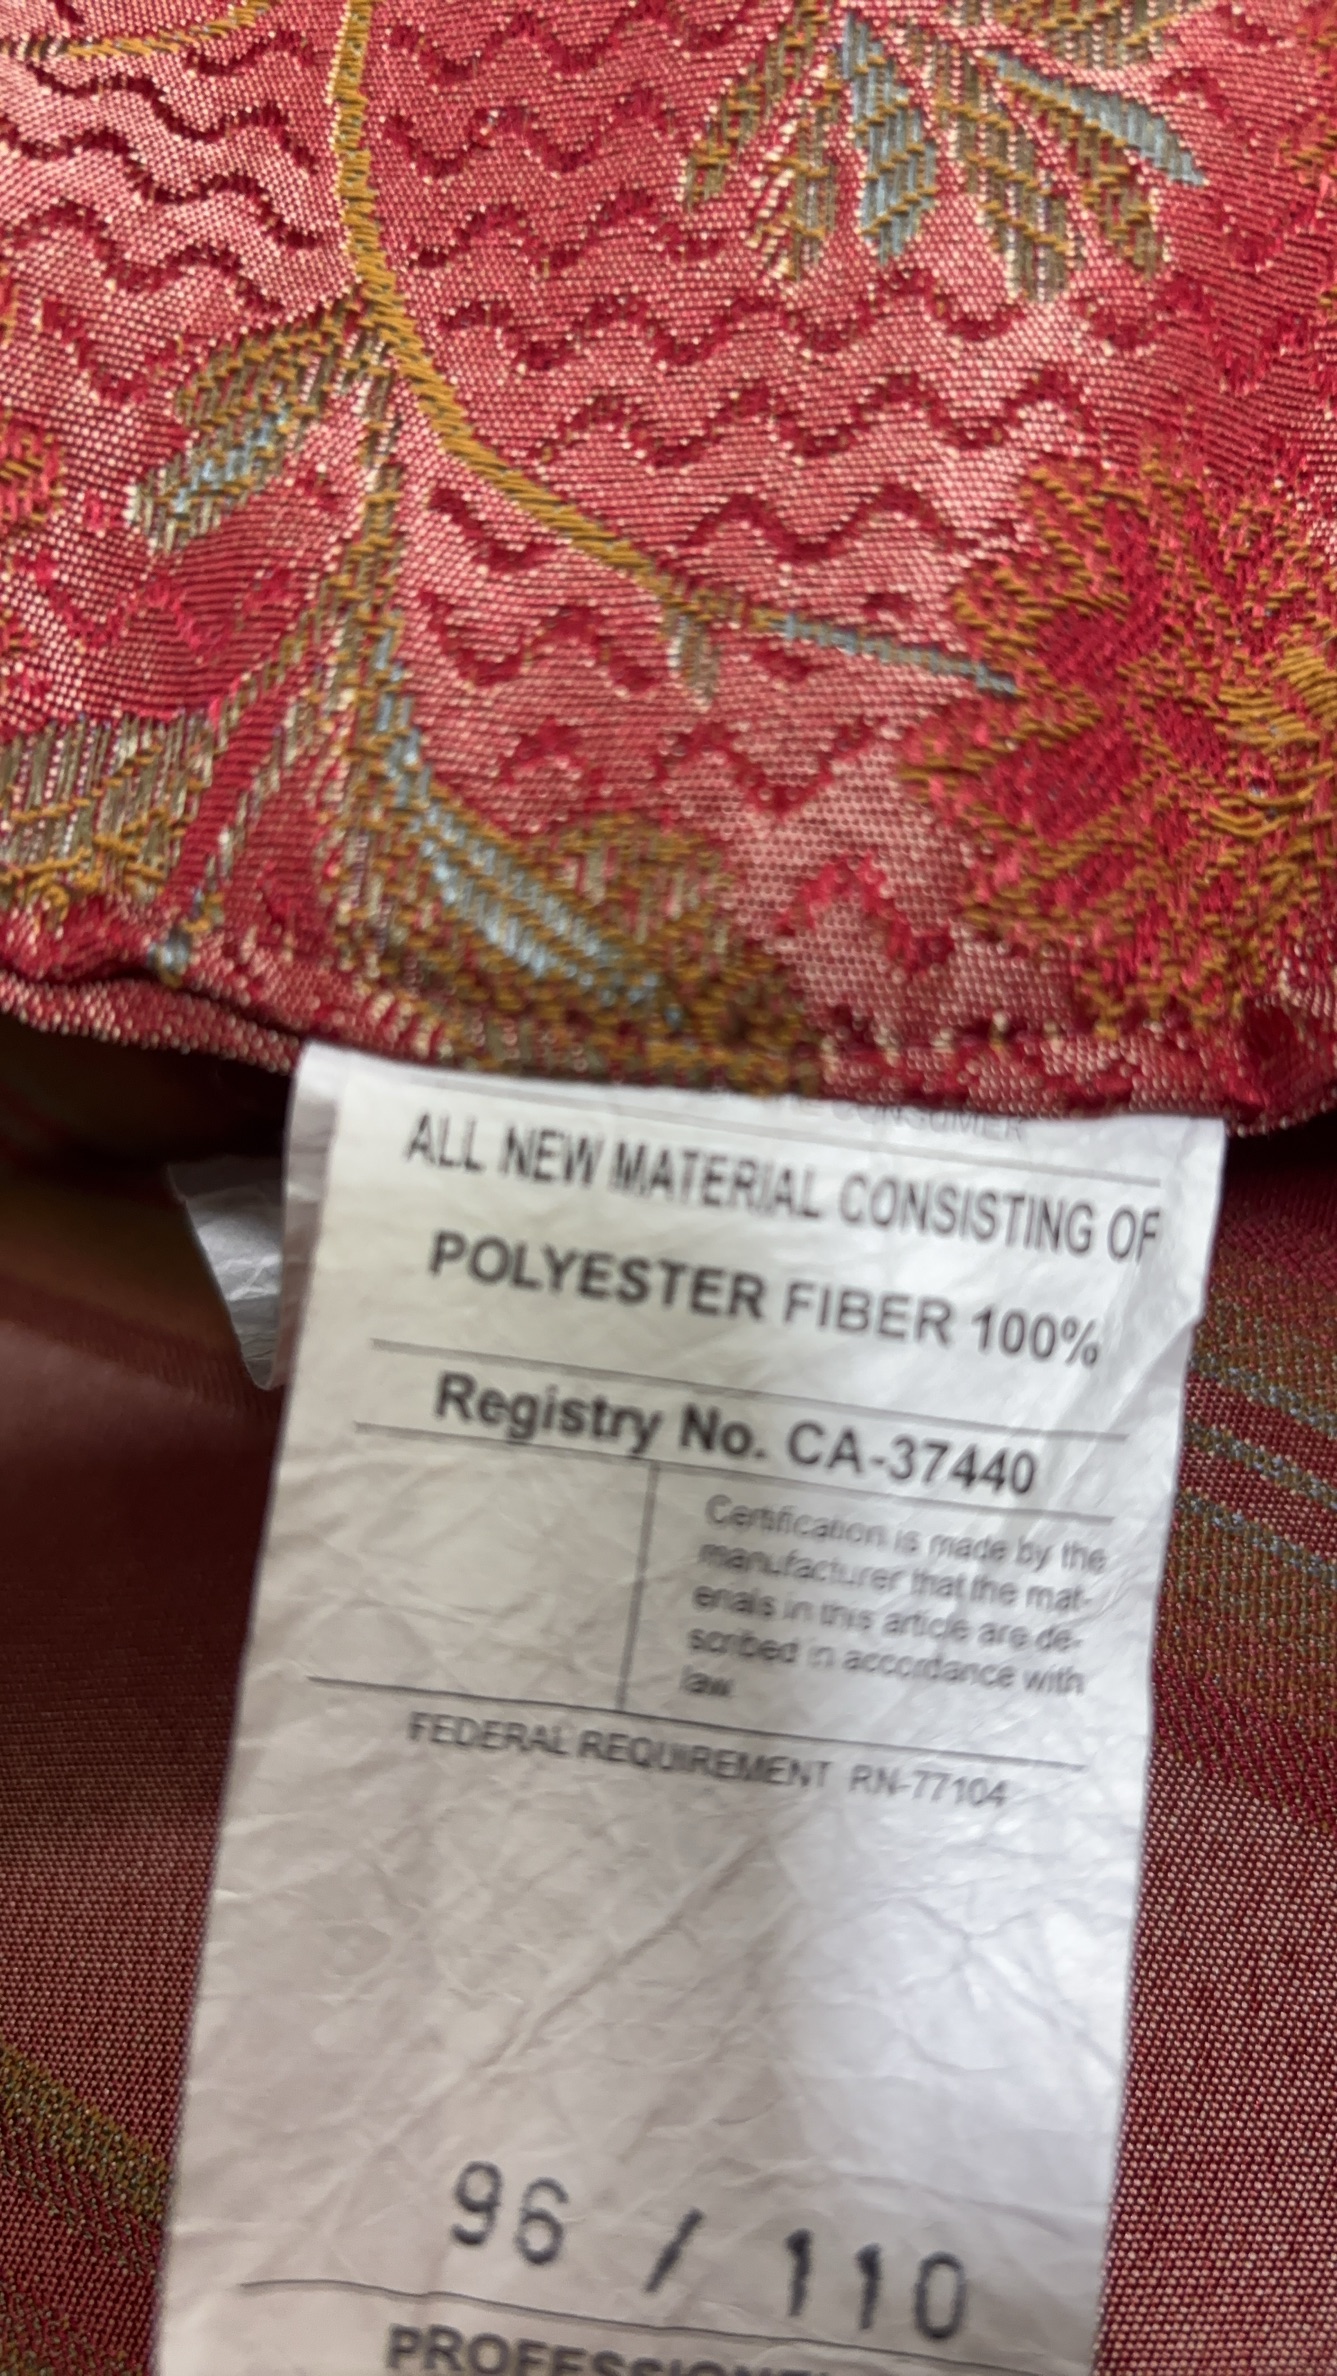 CONSUMER
ALL NEW MATERIAL CONSISTING OF
POLYESTER FIBER 100%
Registry No. CA-37440
Certification is made by the
manufacturer that the mat-
erials in this article are de-
scribed in accordance with
law
FEDERAL REQUIREMENT RN-77104
96 / 110